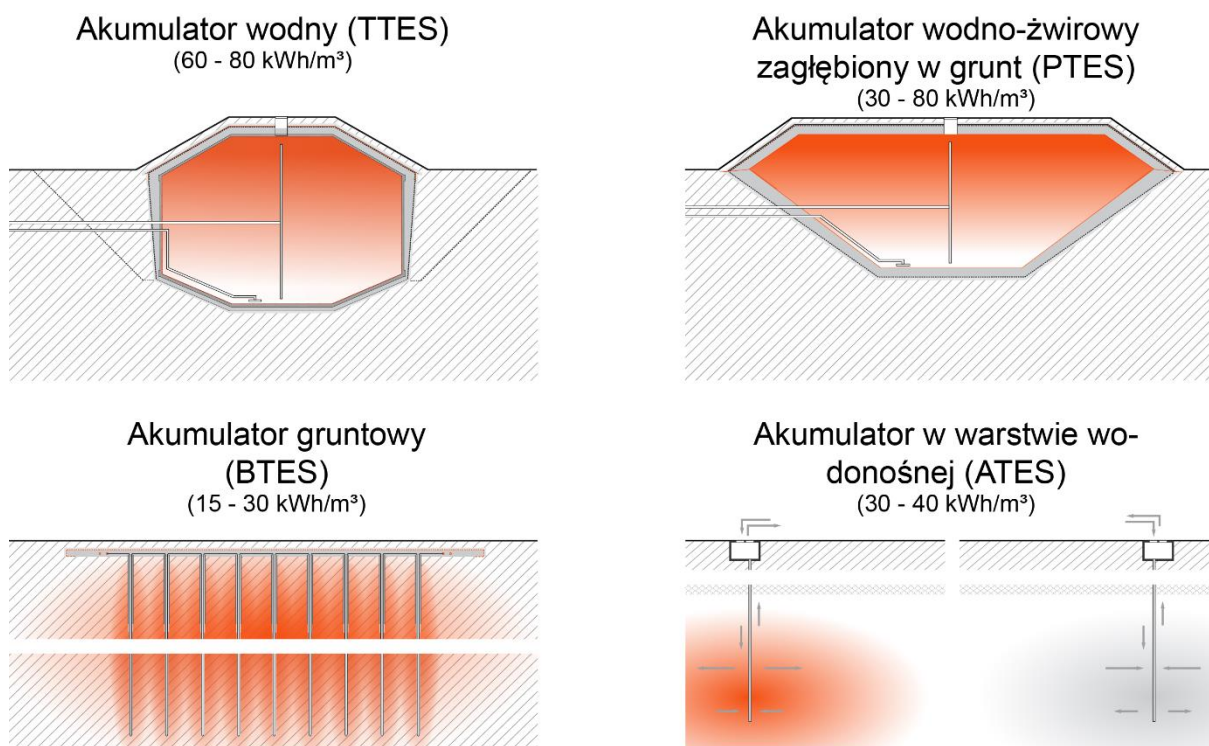 Akumulator wodny (TTES)
(60 - 80 kWh/m³)
Akumulator wodno-żwirowy
zagłębiony w grunt (PTES)
(30 - 80 kWh/m³)
Akumulator gruntowy
(BTES)
(15 - 30 kWh/m³)
Akumulator w warstwie wo-
donośnej (ATES)
(30 - 40 kWh/m³)